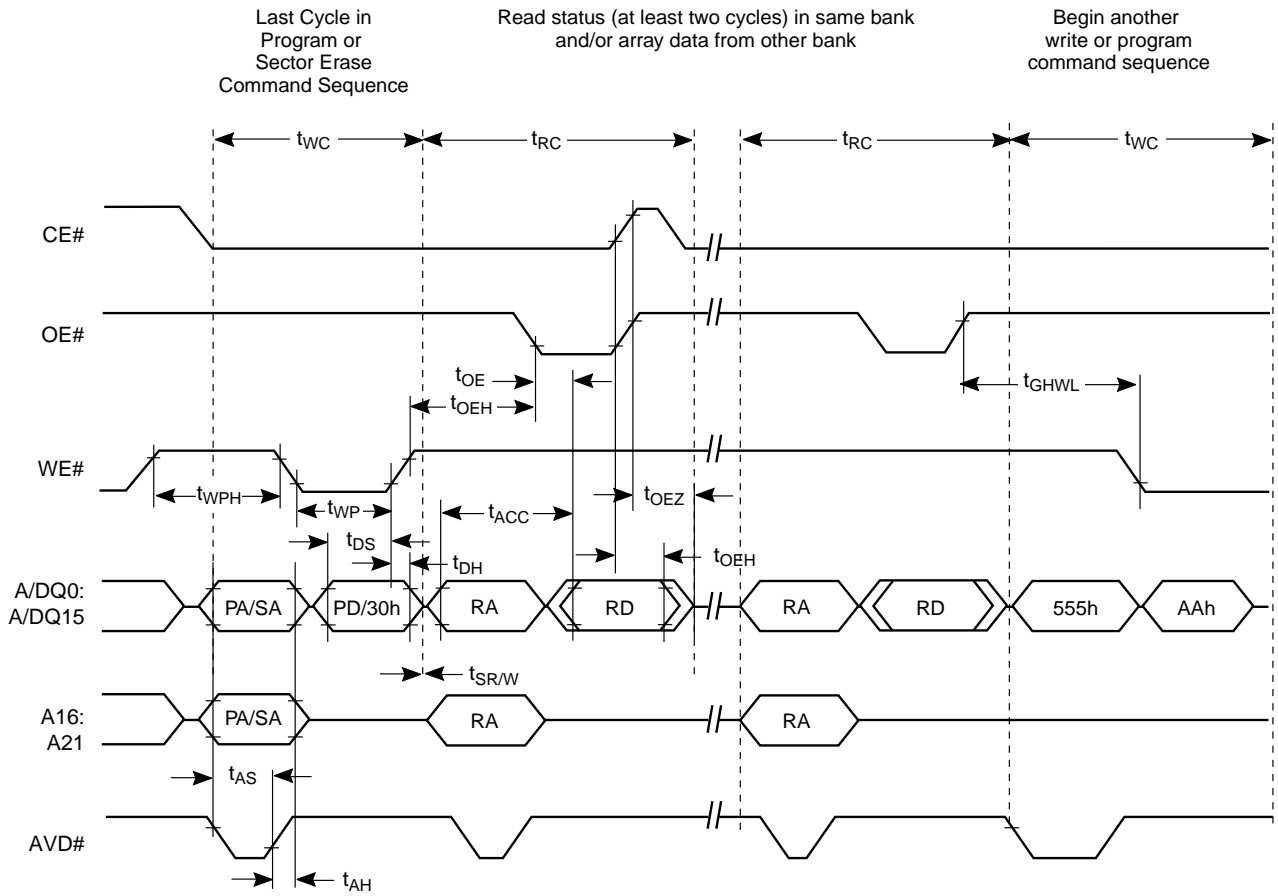 Last Cycle in
Program or
Sector Erase
Command Sequence
Read status (at least two cycles) in same bank
and/or array data from other bank
Begin another
write or program
command sequence
tWC
tRC
tRC
tWC
CE#
OE#
tOE
tOEH
tGHWL
WE#
tWPH
tWP
tACC
tOEZ
tDS
tDH
tOEH
A/DQ0:
A/DQ15
PA/SA
PD/30h
RA
RD
RA
RD
555h
AAh
tSR/W
A16:
A21
PA/SA
RA
RA
tAS
AVD#
tAH